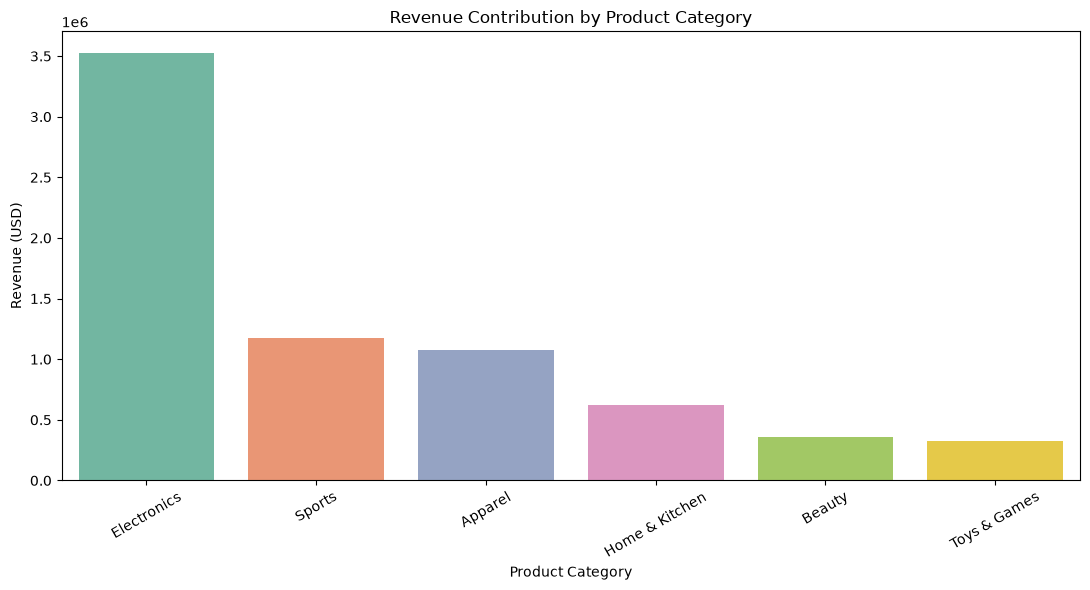 Revenue Contribution by Product Category
1e6
3.5
3.0
2.5
2.0
1.5
1.0
0.5
0.0
Revenue (USD)
Electronics
Sports
Apparel
Home & Kitchen
Beauty
Toys & Games
Product Category